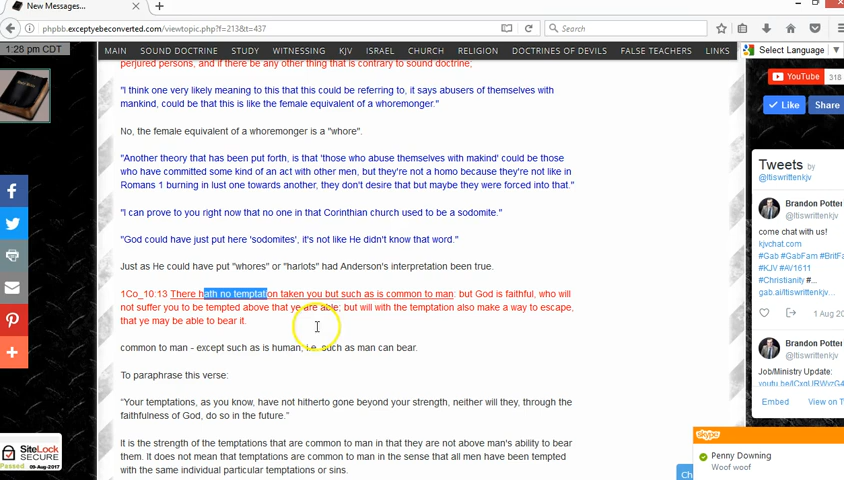 New Messages...
phpbb.exceptyebeconverted.com/viewtopic.php?f=213&t=437
Search
1:28 pm CDT
MAIN SOUND DOCTRINE STUDY WITNESSING KJV ISRAEL CHURCH RELIGION DOCTRINES OF DEVILS FALSE TEACHERS LINKS
Select Language
perjured persons, and if there be any other thing that is contrary to sound doctrine;
"I think one very likely meaning to this that this could be referring to, it says abusers of themselves with
mankind, could be that this is like the female equivalent of a whoremonger."
No, the female equivalent of a whoremonger is a "whore".
"Another theory that has been put forth, is that 'those who abuse themselves with makind' could be those
who have committed some kind of an act with other men, but they're not a homo because they're not like in
Romans 1 burning in lust one towards another, they don't desire that but maybe they were forced into that."
"I can prove to you right now that no one in that Corinthian church used to be a sodomite."
"God could have just put here 'sodomites', it's not like He didn't know that word."
Just as He could have put "whores" or "harlots" had Anderson's interpretation been true.
1Co_10:13 There hath no temptation taken you but such as is common to man: but God is faithful, who will
not suffer you to be tempted above that ye are able; but will with the temptation also make a way to escape,
that ye may be able to bear it.
common to man - except such as is human, i.e. such as man can bear.
To paraphrase this verse:
“Your temptations, as you know, have not hitherto gone beyond your strength, neither will they, through the
faithfulness of God, do so in the future.”
It is the strength of the temptations that are common to man in that they are not above man's ability to bear
them. It does not mean that temptations are common to man in the sense that all men have been tempted
with the same individual particular temptations or sins.
YouTube 338
Like Share
Tweets by
@Itiswrittenkjv
Brandon Potter
@Itiswrittenkjv
come chat with us!
kjvchat.com
#Gab #GabFam #BritFam
#KJV #AV1611
#Christianity #...
gab.ai/Itiswrittenkjv
1 Aug 20
Brandon Potter
@Itiswrittenkjv
Job/Ministry Update:
Embed View on T
Ch
skype
Penny Downing
Woof woof
SiteLock
SECURE
Passed 09-Aug-2017